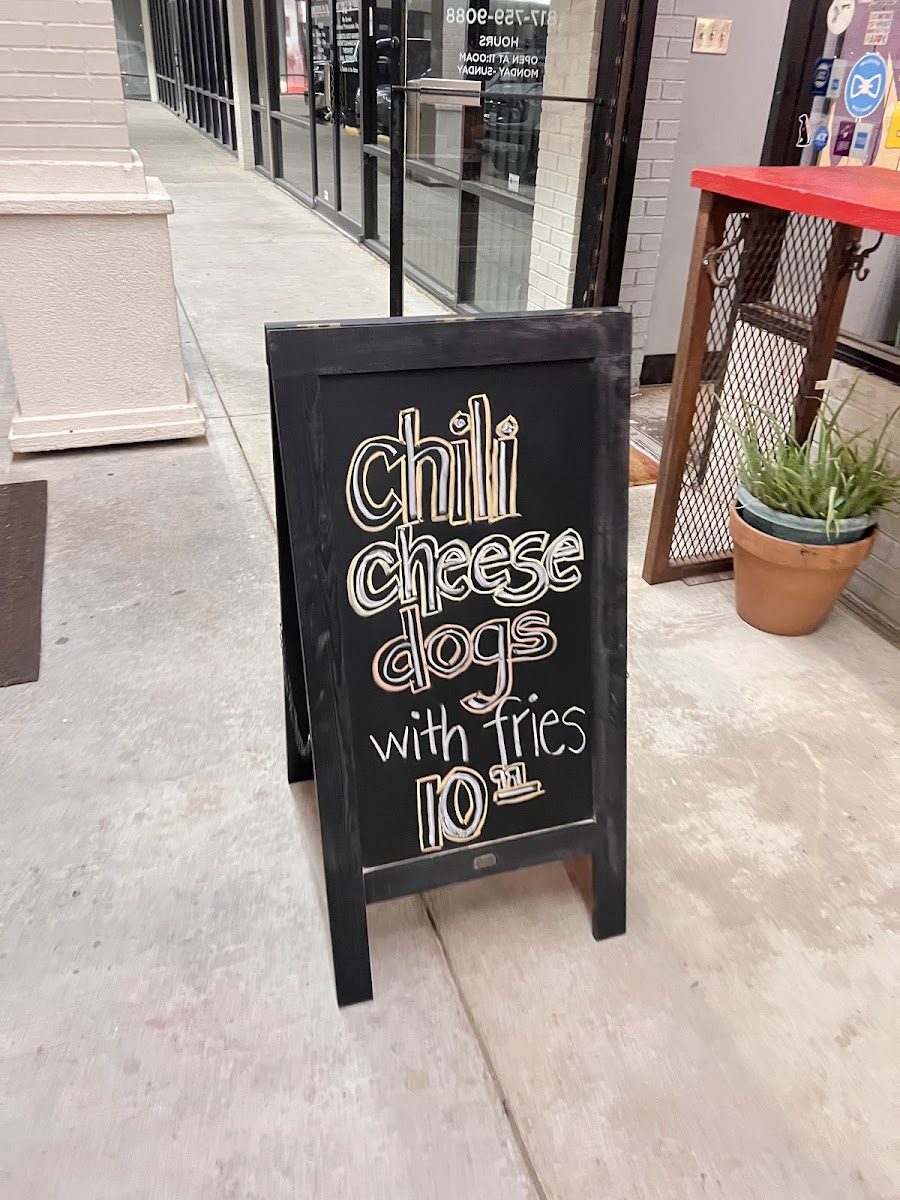 817-759-9088
HOURS
OPEN AT 11:00AM
MONDAY-SUNDAY
chili
cheese
dogs
with fries
10.99